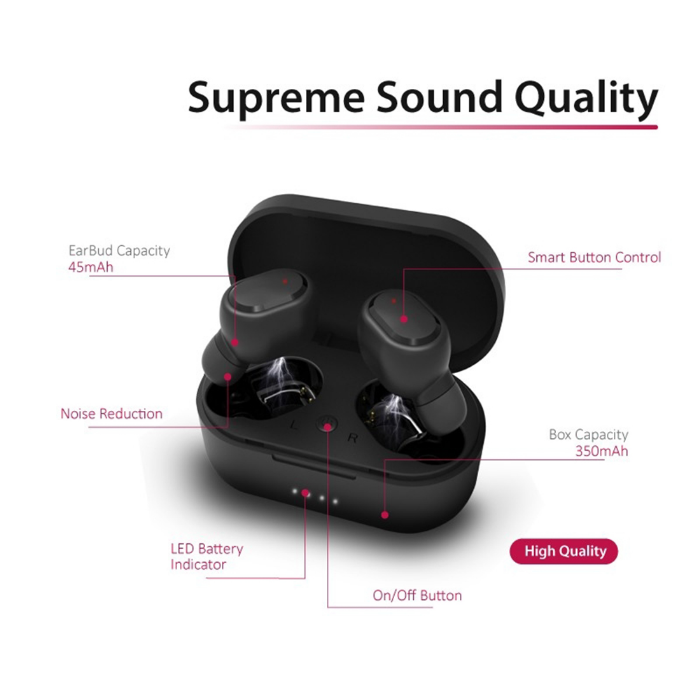 Supreme Sound Quality
EarBud Capacity
45mAh
Smart Button Control
Noise Reduction
L
R
Box Capacity
350mAh
LED Battery
Indicator
High Quality
On/Off Button